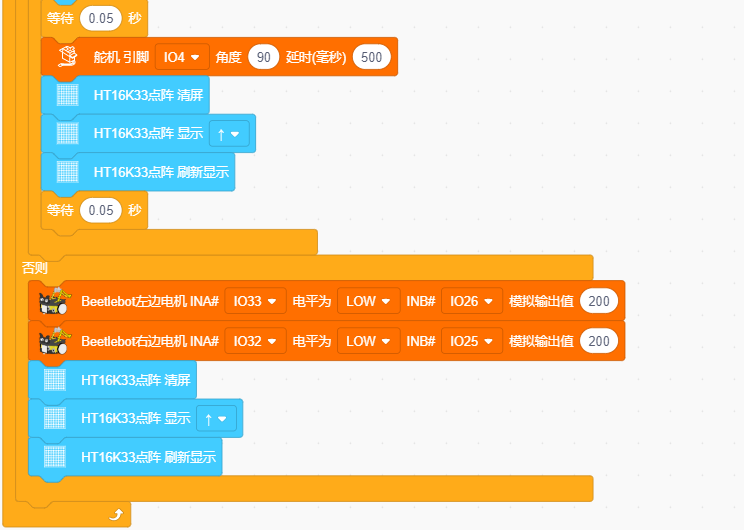 等待 0.05 秒
舵机 引脚 IO4 角度 90 延时(毫秒) 500
HT16K33点阵 清屏
HT16K33点阵 显示 ↑
HT16K33点阵 刷新显示
等待 0.05 秒
否则
Beetlebot左边电机 INA# IO33 电平为 LOW INB# IO26 模拟输出值 200
Beetlebot右边电机 INA# IO32 电平为 LOW INB# IO25 模拟输出值 200
HT16K33点阵 清屏
HT16K33点阵 显示 ↑
HT16K33点阵 刷新显示